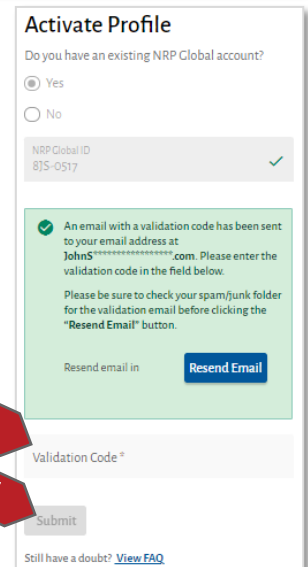 Activate Profile
Do you have an existing NRP Global account?
Yes
No
NRP Global ID
8JS-0517
An email with a validation code has been sent
to your email address at
JohnS******************.com. Please enter the
validation code in the field below.
Please be sure to check your spam/junk folder
for the validation email before clicking the
“Resend Email” button.
Resend email in
Resend Email
Validation Code *
Submit
Still have a doubt? View FAQ